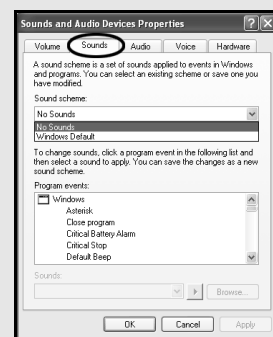 Sounds and Audio Devices Properties
Volume Sounds Audio Voice Hardware
A sound scheme is a set of sounds applied to events in Windows
and programs. You can select an existing scheme or save one you
have modified.
Sound scheme:
No Sounds
No Sounds
Windows Default
To change sounds, click a program event in the following list and
then select a sound to apply. You can save the changes as a new
sound scheme.
Program events:
Windows
Asterisk
Close program
Critical Battery Alarm
Critical Stop
Default Beep
Sounds:
Browse...
OK Cancel Apply